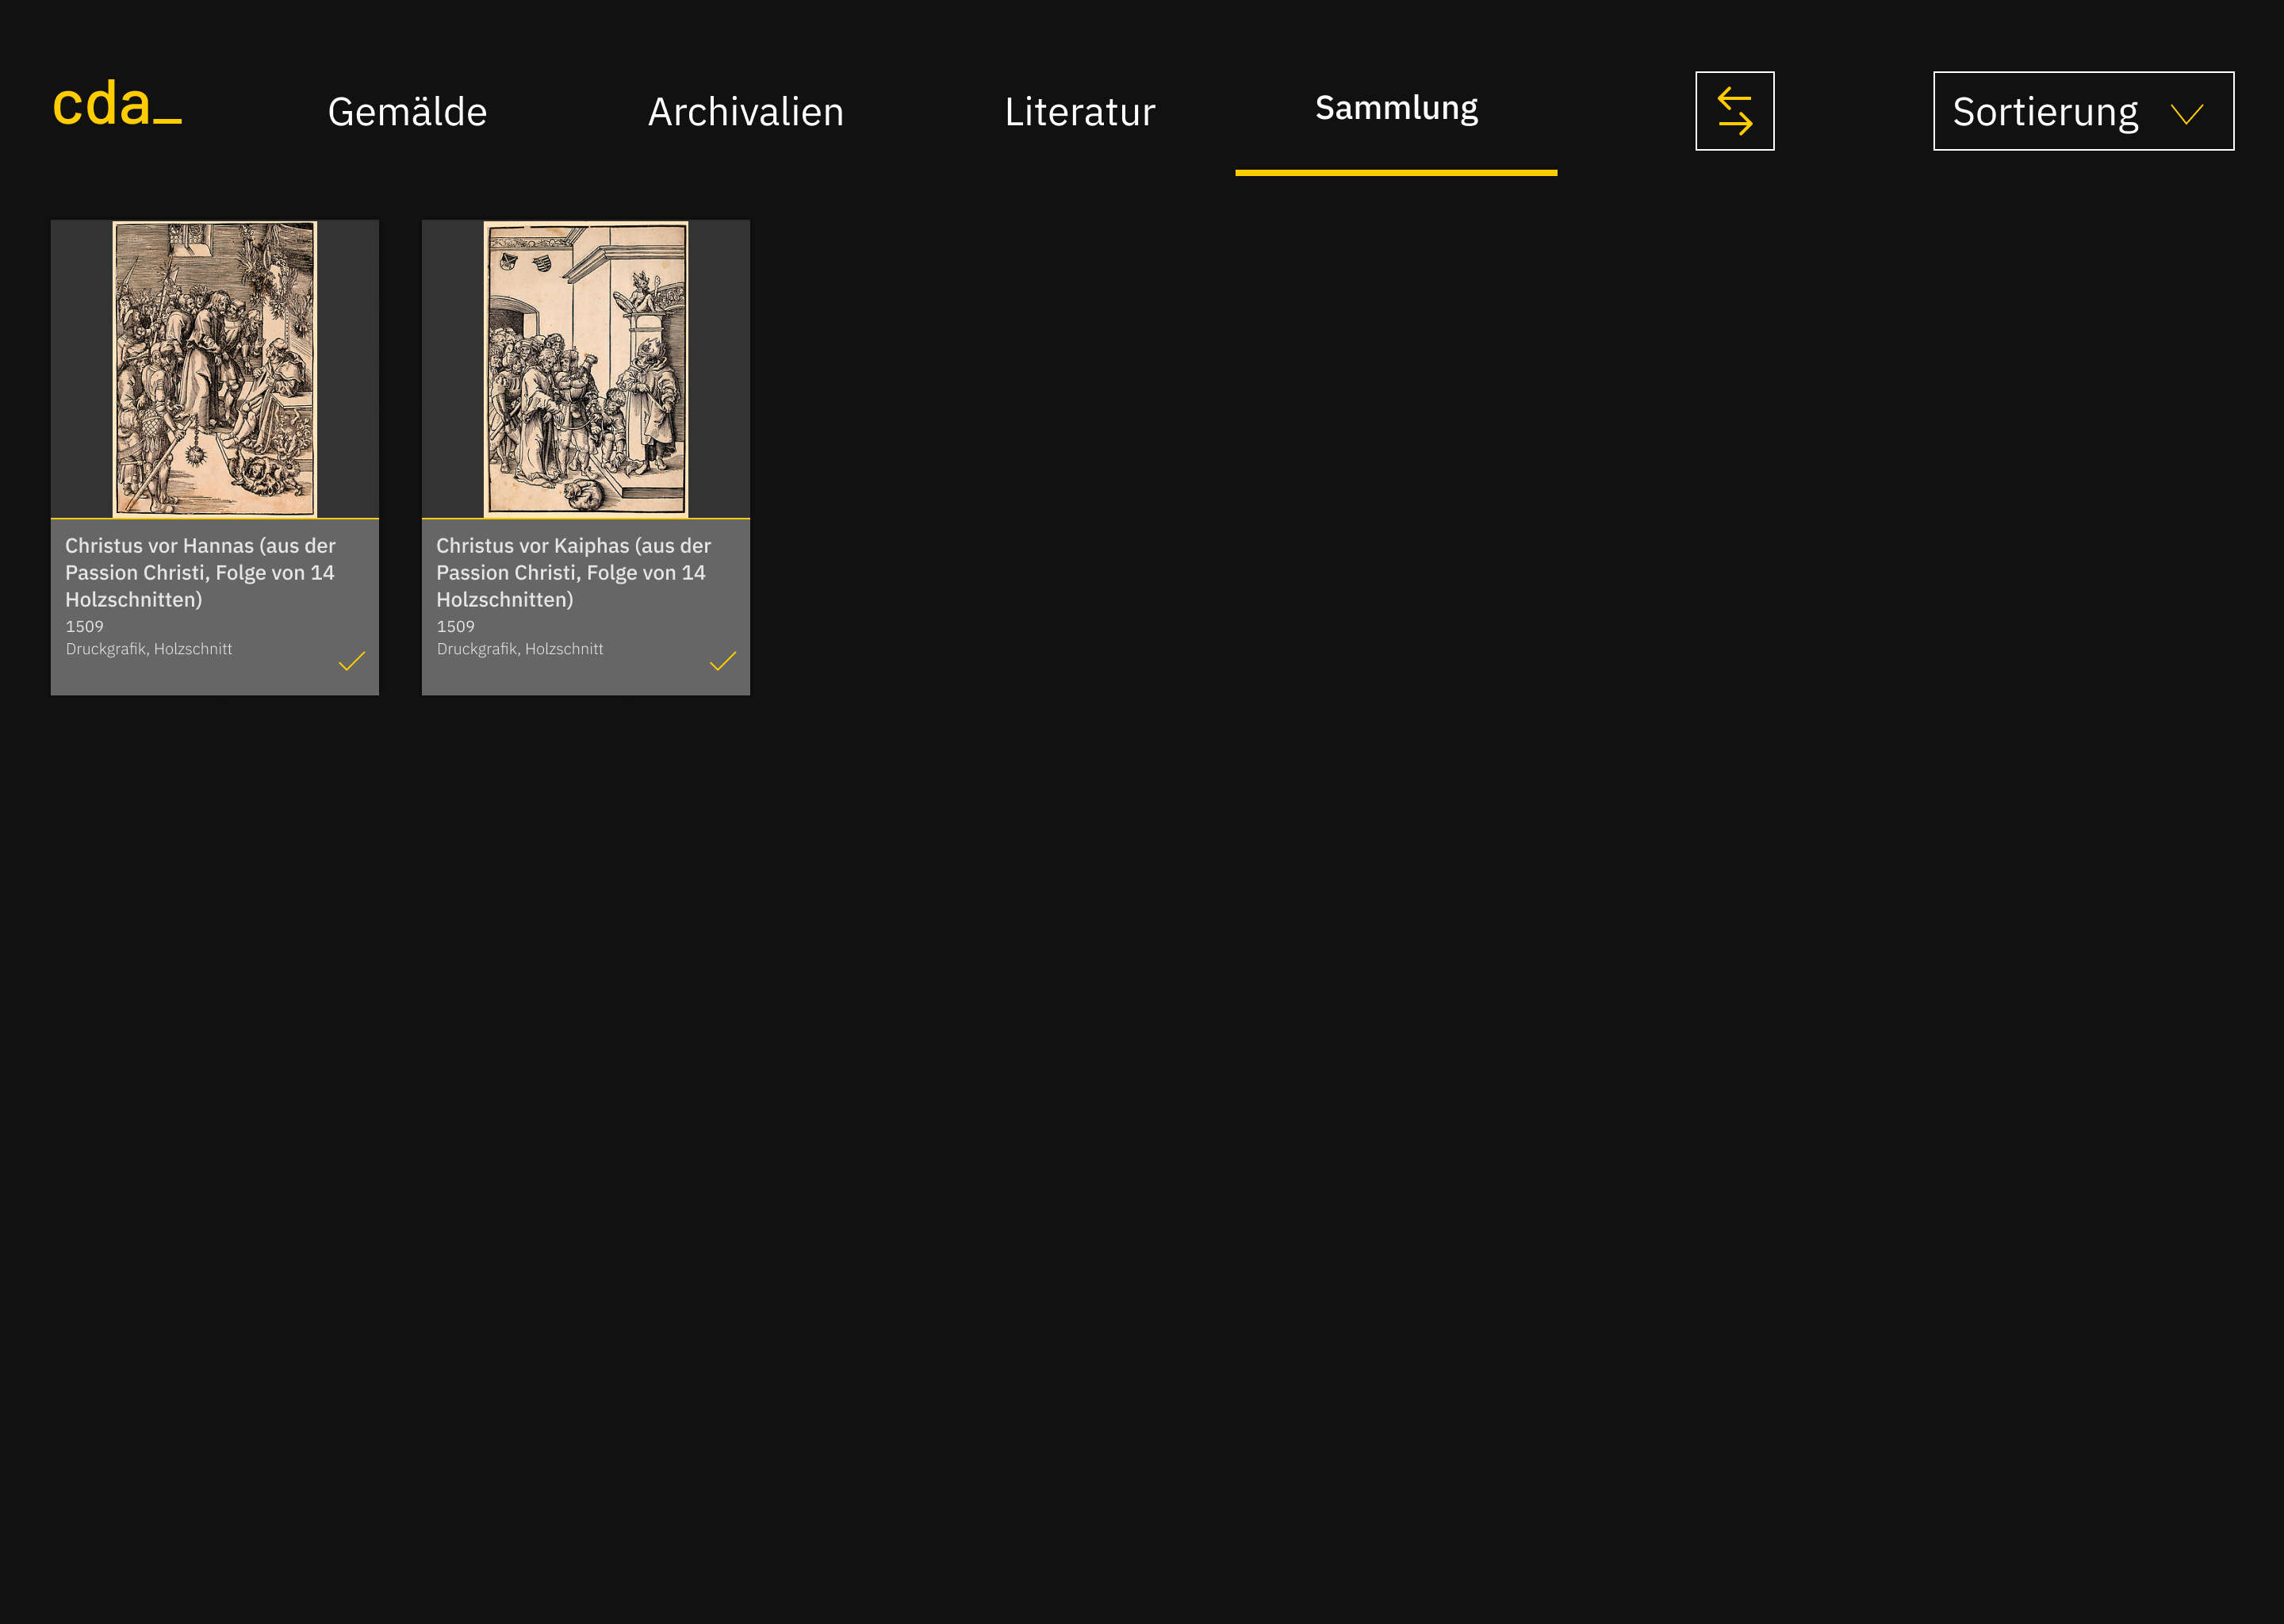 cda_
Gemälde
Archivalien
Literatur
Sammlung
Sortierung
Christus vor Hannas (aus der
Passion Christi, Folge von 14
Holzschnitten)
1509
Druckgrafik, Holzschnitt
Christus vor Kaiphas (aus der
Passion Christi, Folge von 14
Holzschnitten)
1509
Druckgrafik, Holzschnitt